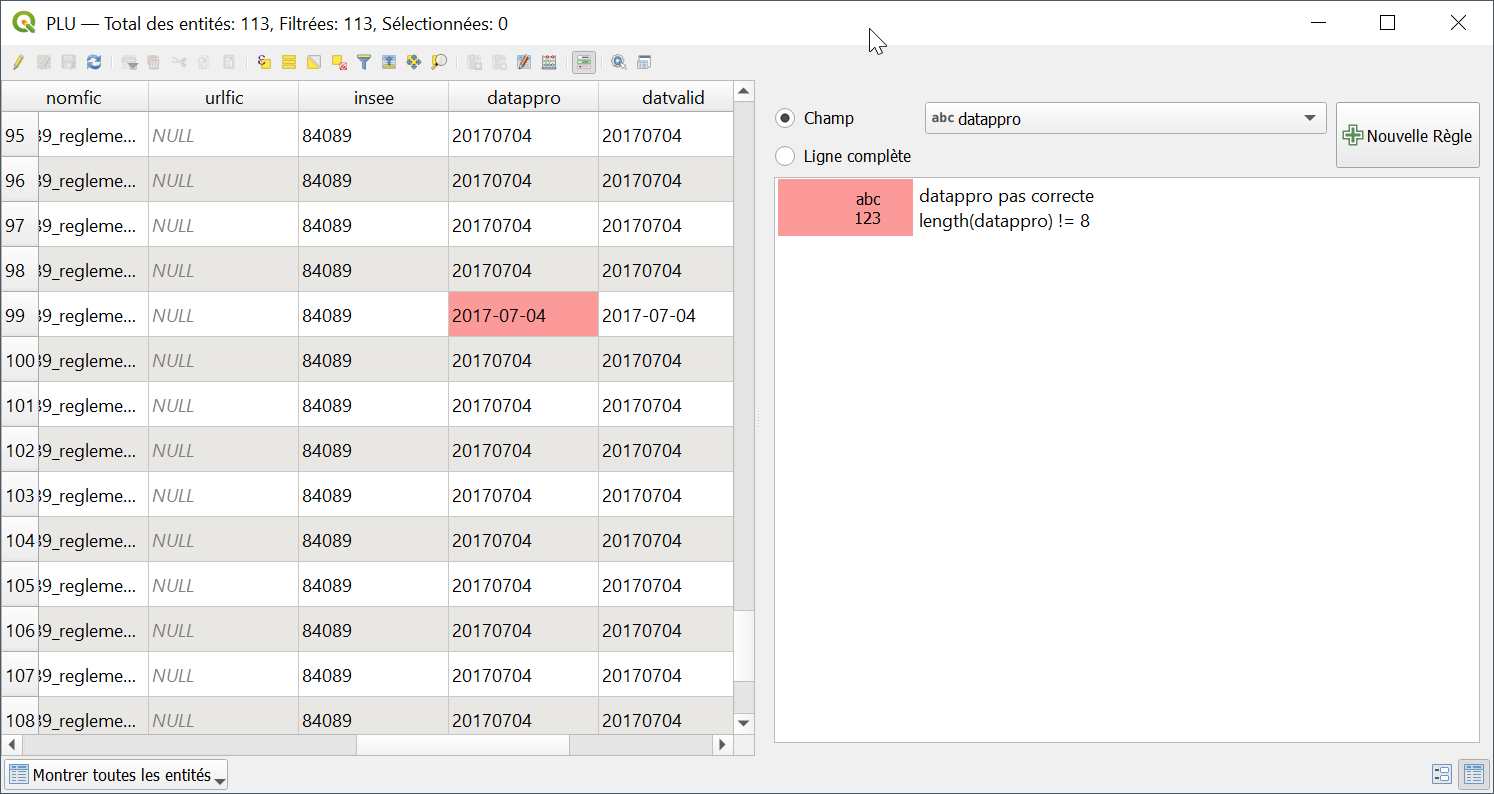 PLU — Total des entités: 113, Filtrées: 113, Sélectionnées: 0
nomfic urlfic insee datappro datvalid
95 39_regleme... NULL 84089 20170704 20170704
96 39_regleme... NULL 84089 20170704 20170704
97 39_regleme... NULL 84089 20170704 20170704
98 39_regleme... NULL 84089 20170704 20170704
99 39_regleme... NULL 84089 2017-07-04 2017-07-04
100 39_regleme... NULL 84089 20170704 20170704
101 39_regleme... NULL 84089 20170704 20170704
102 39_regleme... NULL 84089 20170704 20170704
103 39_regleme... NULL 84089 20170704 20170704
104 39_regleme... NULL 84089 20170704 20170704
105 39_regleme... NULL 84089 20170704 20170704
106 39_regleme... NULL 84089 20170704 20170704
107 39_regleme... NULL 84089 20170704 20170704
108 39_regleme... NULL 84089 20170704 20170704
Montrer toutes les entités
Champ
abc datappro
Nouvelle Règle
Ligne complète
abc
123
datappro pas correcte
length(datappro) != 8